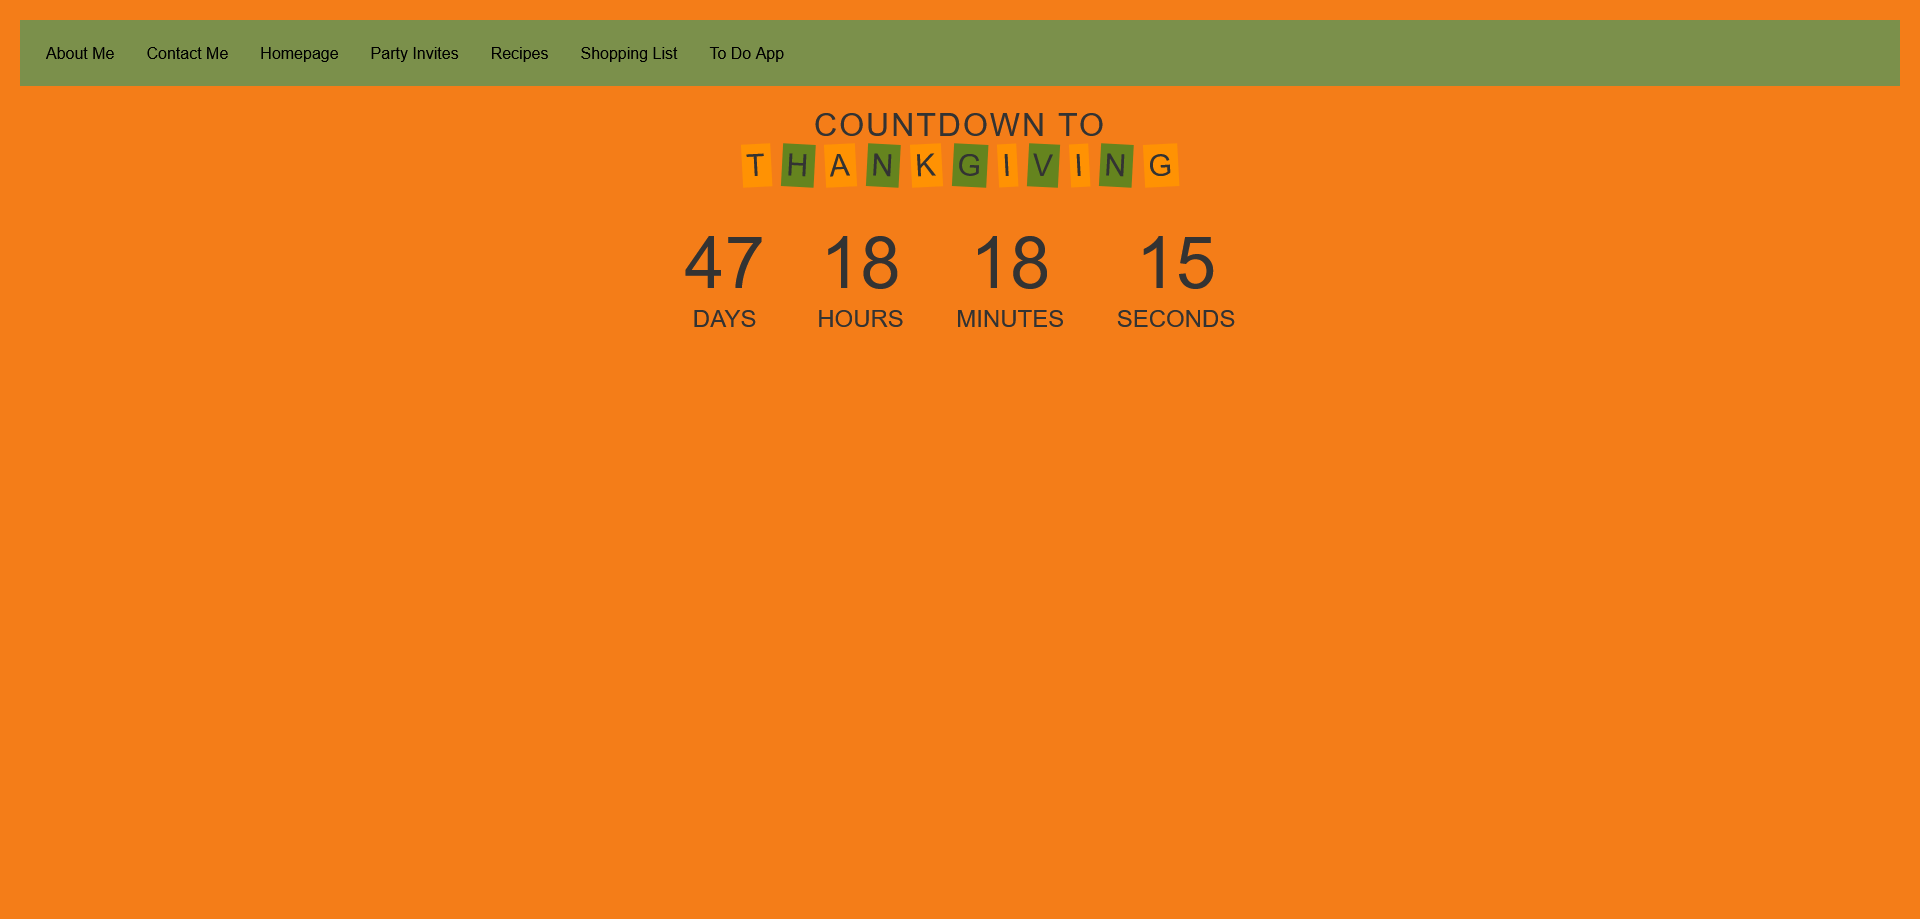 About Me Contact Me Homepage Party Invites Recipes Shopping List To Do App
COUNTDOWN TO
THANKGIVING
47 18 18 15
DAYS HOURS MINUTES SECONDS